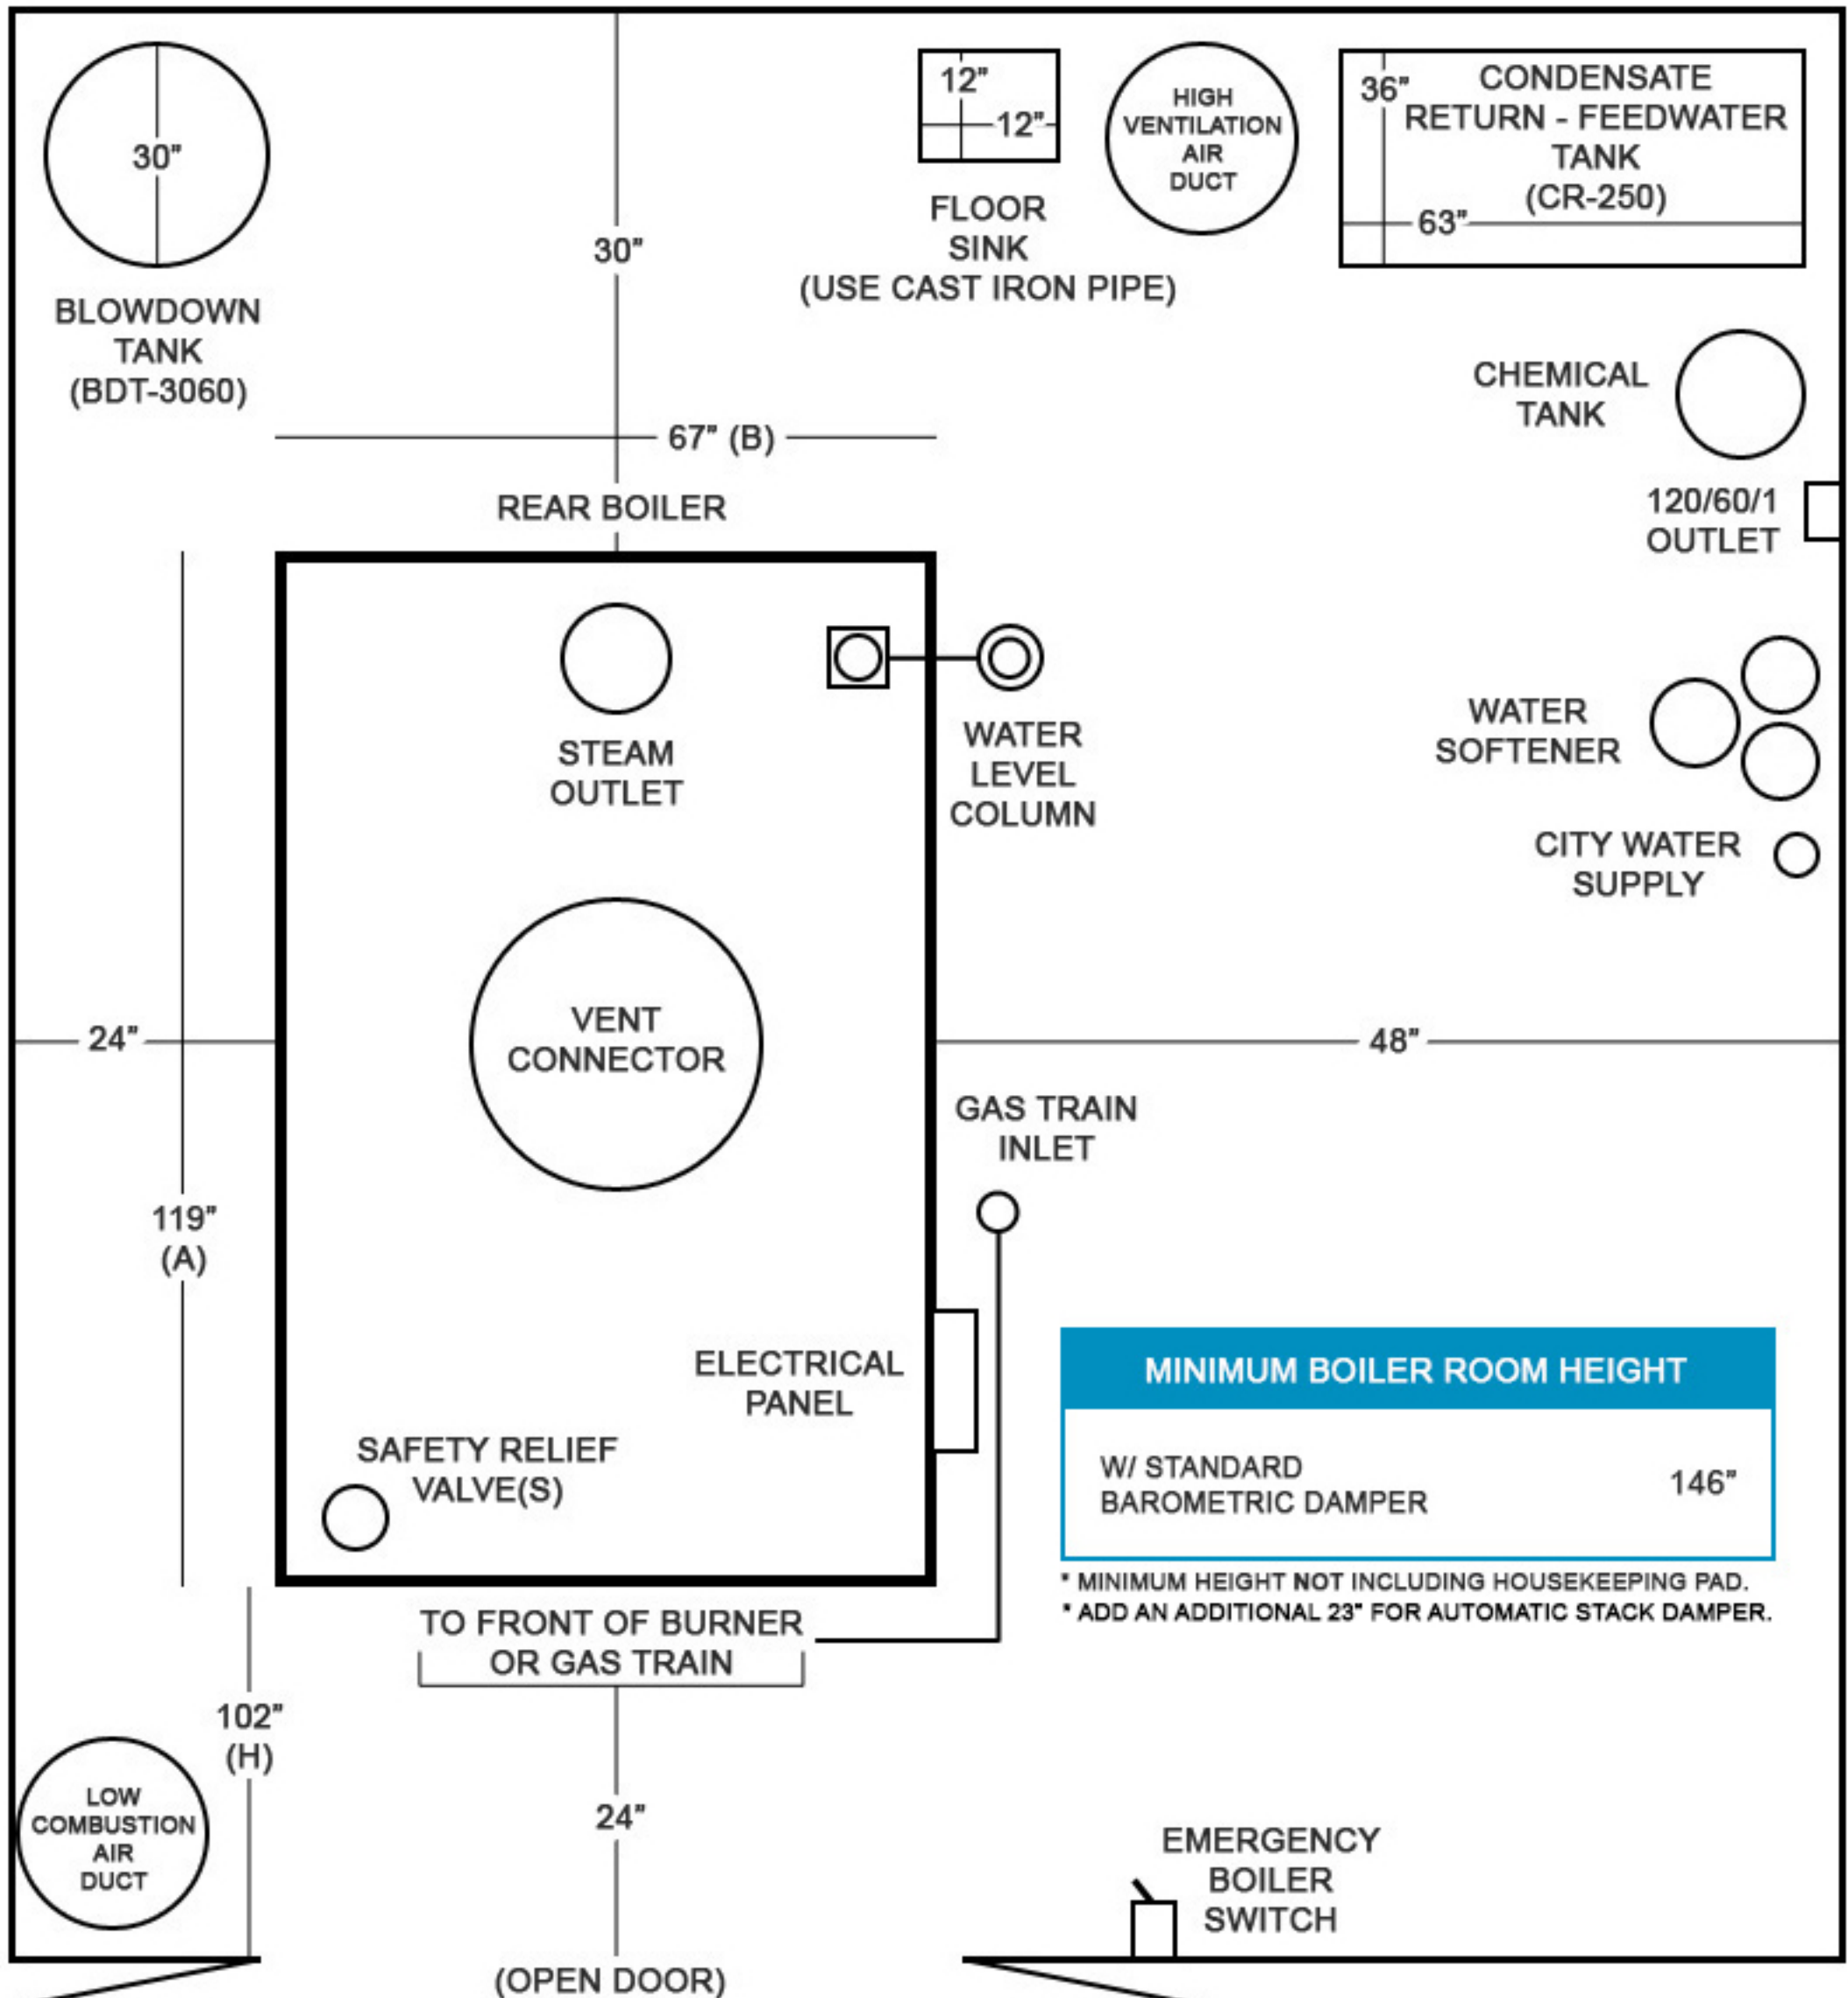 30”
BLOWDOWN
TANK
(BDT-3060)
30”
12”
12”
FLOOR
SINK
(USE CAST IRON PIPE)
HIGH
VENTILATION
AIR
DUCT
36”
CONDENSATE
RETURN - FEEDWATER
TANK
(CR-250)
63”
CHEMICAL
TANK
120/60/1
OUTLET
67” (B)
REAR BOILER
STEAM
OUTLET
WATER
LEVEL
COLUMN
WATER
SOFTENER
CITY WATER
SUPPLY
24”
VENT
CONNECTOR
48”
GAS TRAIN
INLET
119”
(A)
ELECTRICAL
PANEL
SAFETY RELIEF
VALVE(S)
MINIMUM BOILER ROOM HEIGHT
W/ STANDARD
BAROMETRIC DAMPER
146”
* MINIMUM HEIGHT NOT INCLUDING HOUSEKEEPING PAD.
* ADD AN ADDITIONAL 23" FOR AUTOMATIC STACK DAMPER.
TO FRONT OF BURNER
OR GAS TRAIN
102”
(H)
LOW
COMBUSTION
AIR
DUCT
24”
EMERGENCY
BOILER
SWITCH
(OPEN DOOR)